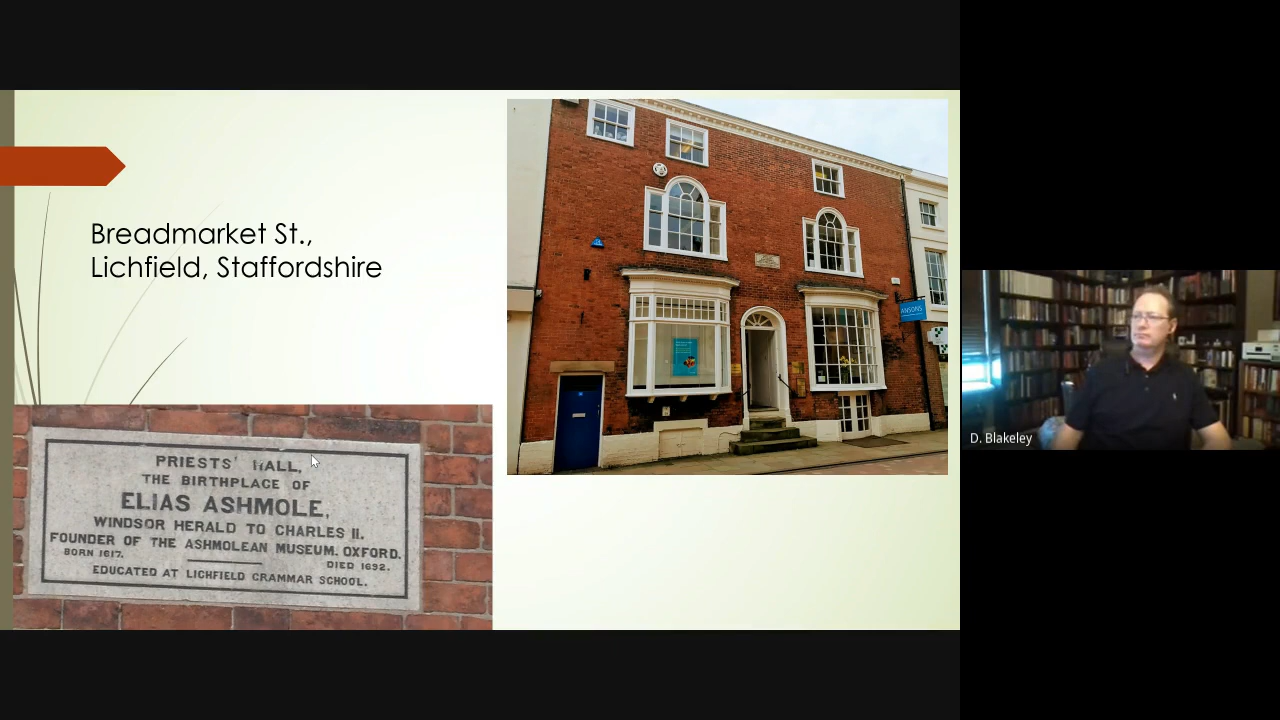 Breadmarket St.,
Lichfield, Staffordshire
PRIESTS' HALL,
THE BIRTHPLACE OF
ELIAS ASHMOLE,
WINDSOR HERALD TO CHARLES II.
FOUNDER OF THE ASHMOLEAN MUSEUM. OXFORD.
BORN 1617.
DIED 1692.
EDUCATED AT LICHFIELD GRAMMAR SCHOOL.
ANSONS
D. Blakeley